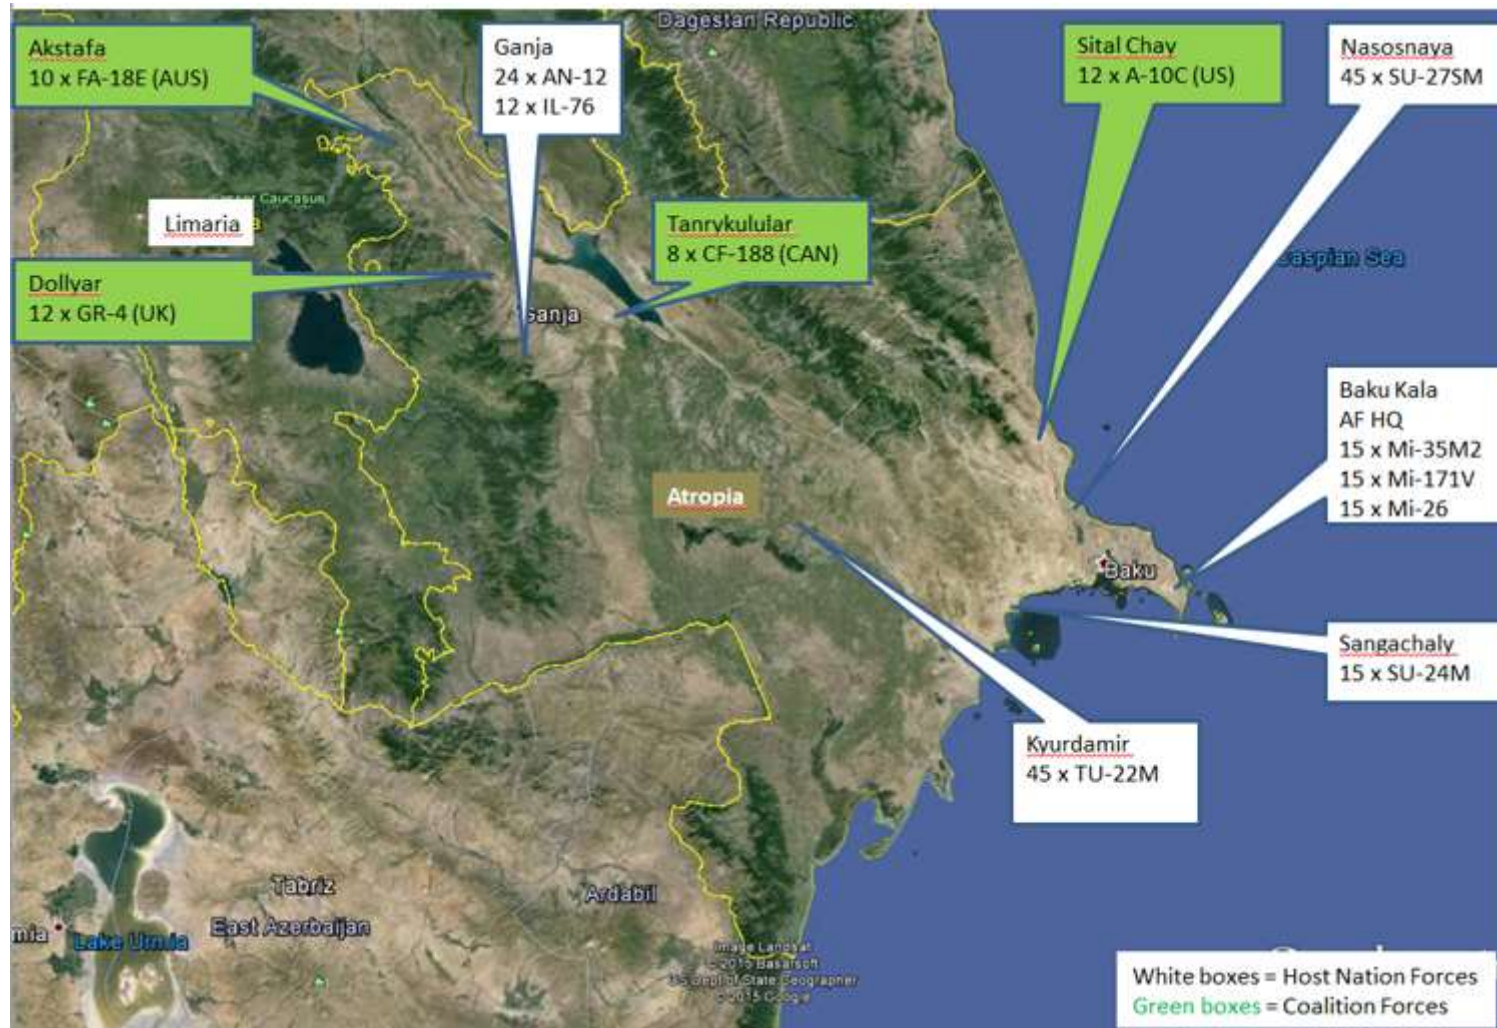 Dagestan Republic
Akstafa
10 x FA-18E (AUS)
Ganja
24 x AN-12
12 x IL-76
Sital Chay
12 x A-10C (US)
Nasosnaya
45 x SU-27SM
Caucasus
Limaria
Tanrykulular
8 x CF-188 (CAN)
Caspian Sea
Dollyar
12 x GR-4 (UK)
Ganja
Baku Kala
AF HQ
15 x Mi-35M2
15 x Mi-171V
15 x Mi-26
Atropia
Baku
Sangachaly
15 x SU-24M
Kyurdamir
45 x TU-22M
Tabriz
Ardabil
East Azerbaijan
mia
Lake Urmia
Image Landsat
© 2015 Basarsoft
US Dept of State Geographer
© 2015 Google
White boxes = Host Nation Forces
Green boxes = Coalition Forces